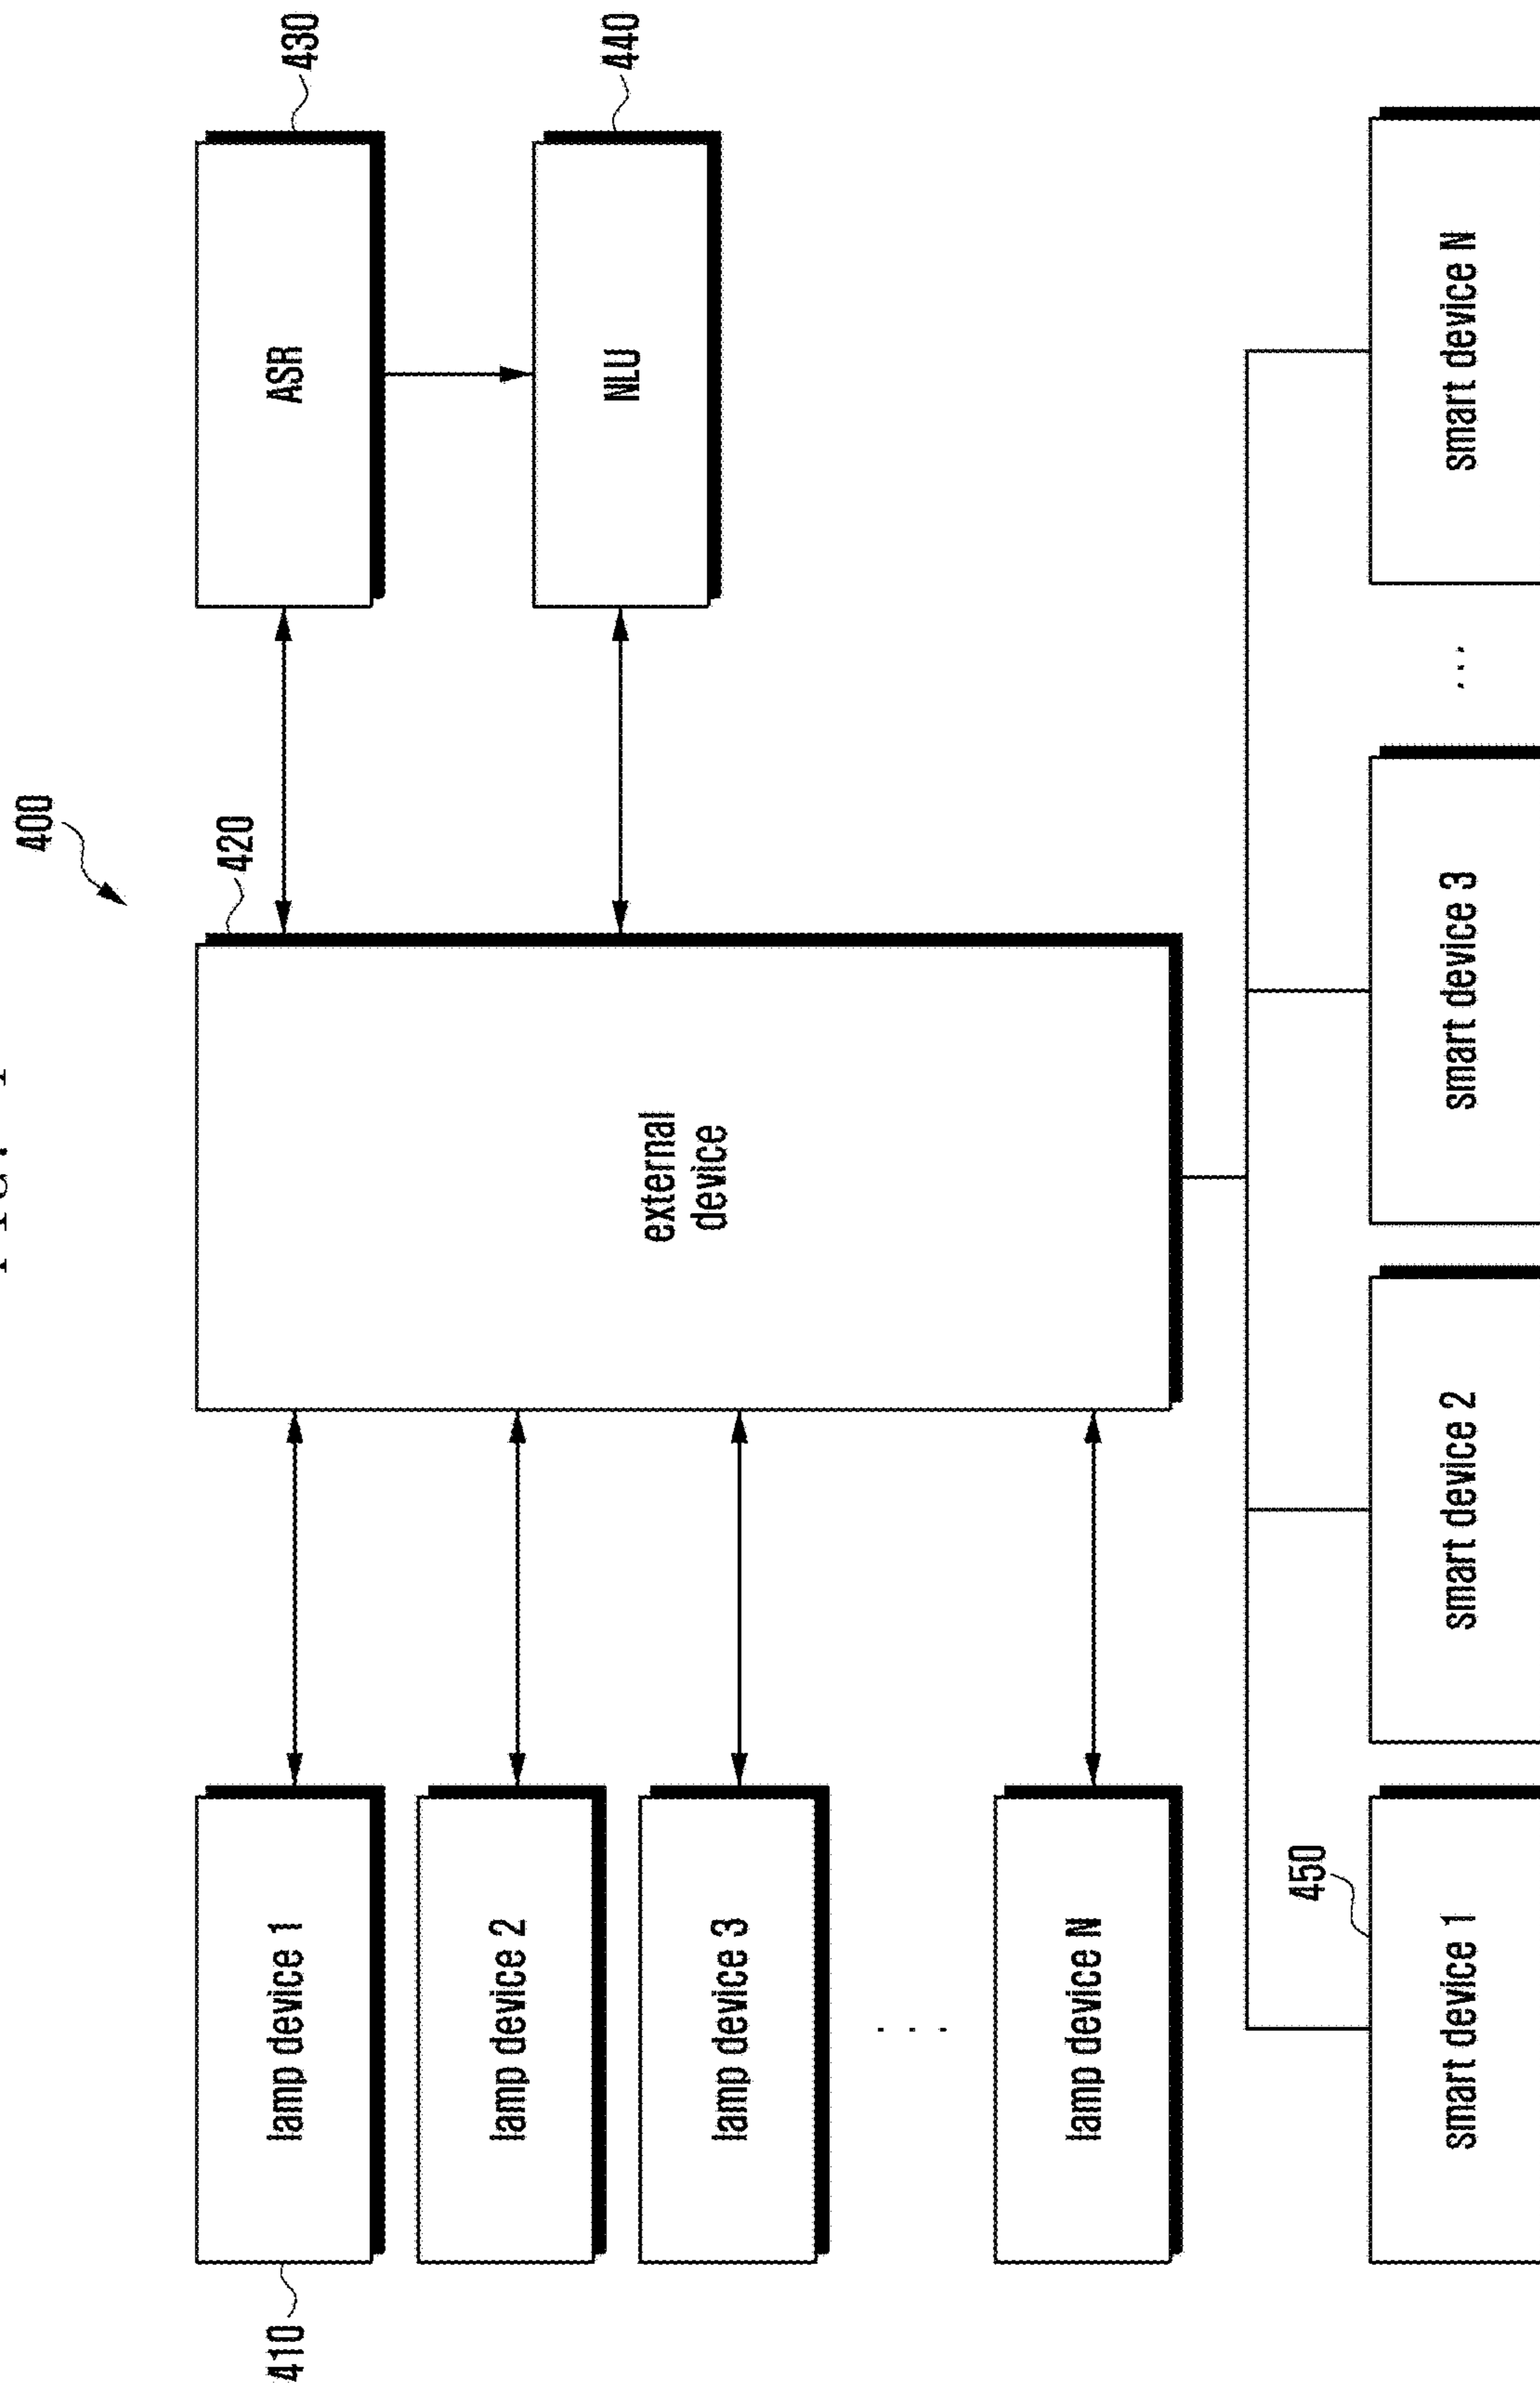 400
410
lamp device 1
lamp device 2
lamp device 3
. . .
lamp device N
420
external
device
ASR
430
NLU
440
450
smart device 1
smart device 2
smart device 3
...
smart device N